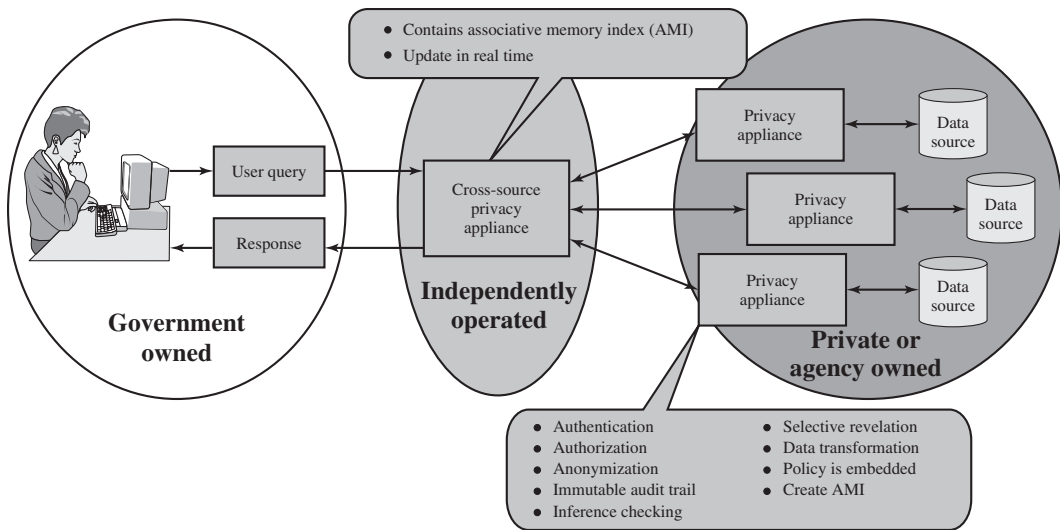 • Contains associative memory index (AMI)
• Update in real time
User query
Response
Government
owned
Cross-source
privacy
appliance
Independently
operated
Privacy
appliance
Data
source
Privacy
appliance
Data
source
Privacy
appliance
Data
source
Private or
agency owned
• Authentication
• Authorization
• Anonymization
• Immutable audit trail
• Inference checking
• Selective revelation
• Data transformation
• Policy is embedded
• Create AMI